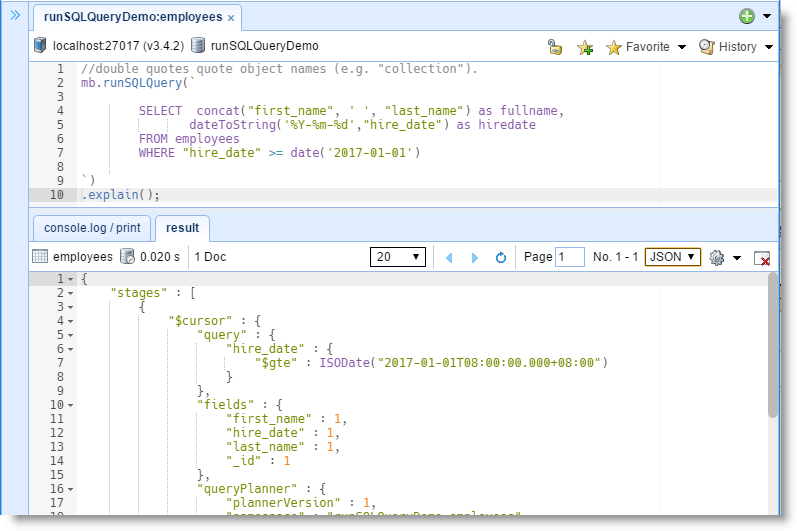 runSQLQueryDemo:employees ×
localhost:27017 (v3.4.2) runSQLQueryDemo Favorite History
1 //double quotes quote object names (e.g. "collection").
2 mb.runSQLQuery(`
3
4 SELECT concat("first_name", ' ', "last_name") as fullname,
5 dateToString('%Y-%m-%d',"hire_date") as hiredate
6 FROM employees
7 WHERE "hire_date" >= date('2017-01-01')
8
9 `)
10 .explain();
console.log / print result
employees 0.020 s 1 Doc 20 Page 1 No. 1 - 1 JSON
1 {
2 "stages" : [
3 {
4 "$cursor" : {
5 "query" : {
6 "hire_date" : {
7 "$gte" : ISODate("2017-01-01T08:00:00.000+08:00")
8 }
9 },
10 "fields" : {
11 "first_name" : 1,
12 "hire_date" : 1,
13 "last_name" : 1,
14 "_id" : 1
15 },
16 "queryPlanner" : {
17 "plannerVersion" : 1,